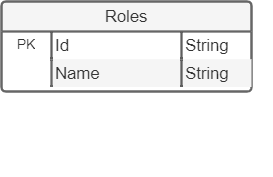 Roles
PK Id String
Name String